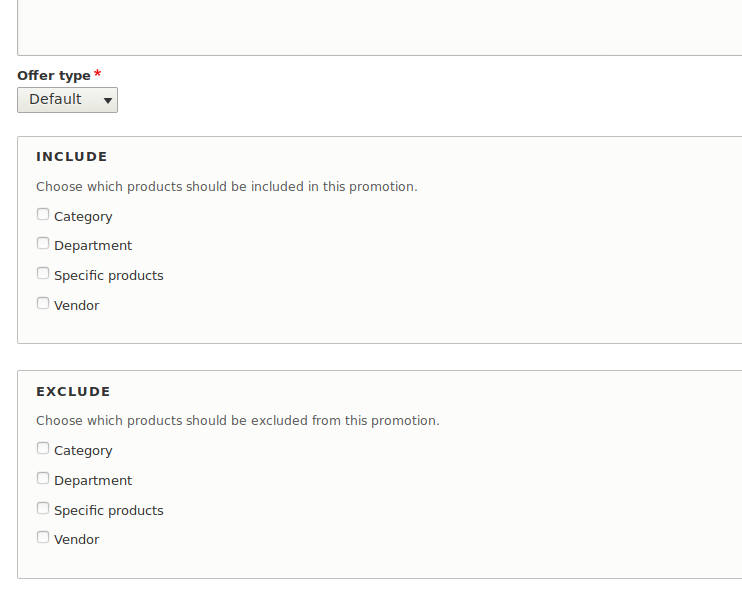 Offer type*
Default
INCLUDE
Choose which products should be included in this promotion.
Category
Department
Specific products
Vendor
EXCLUDE
Choose which products should be excluded from this promotion.
Category
Department
Specific products
Vendor